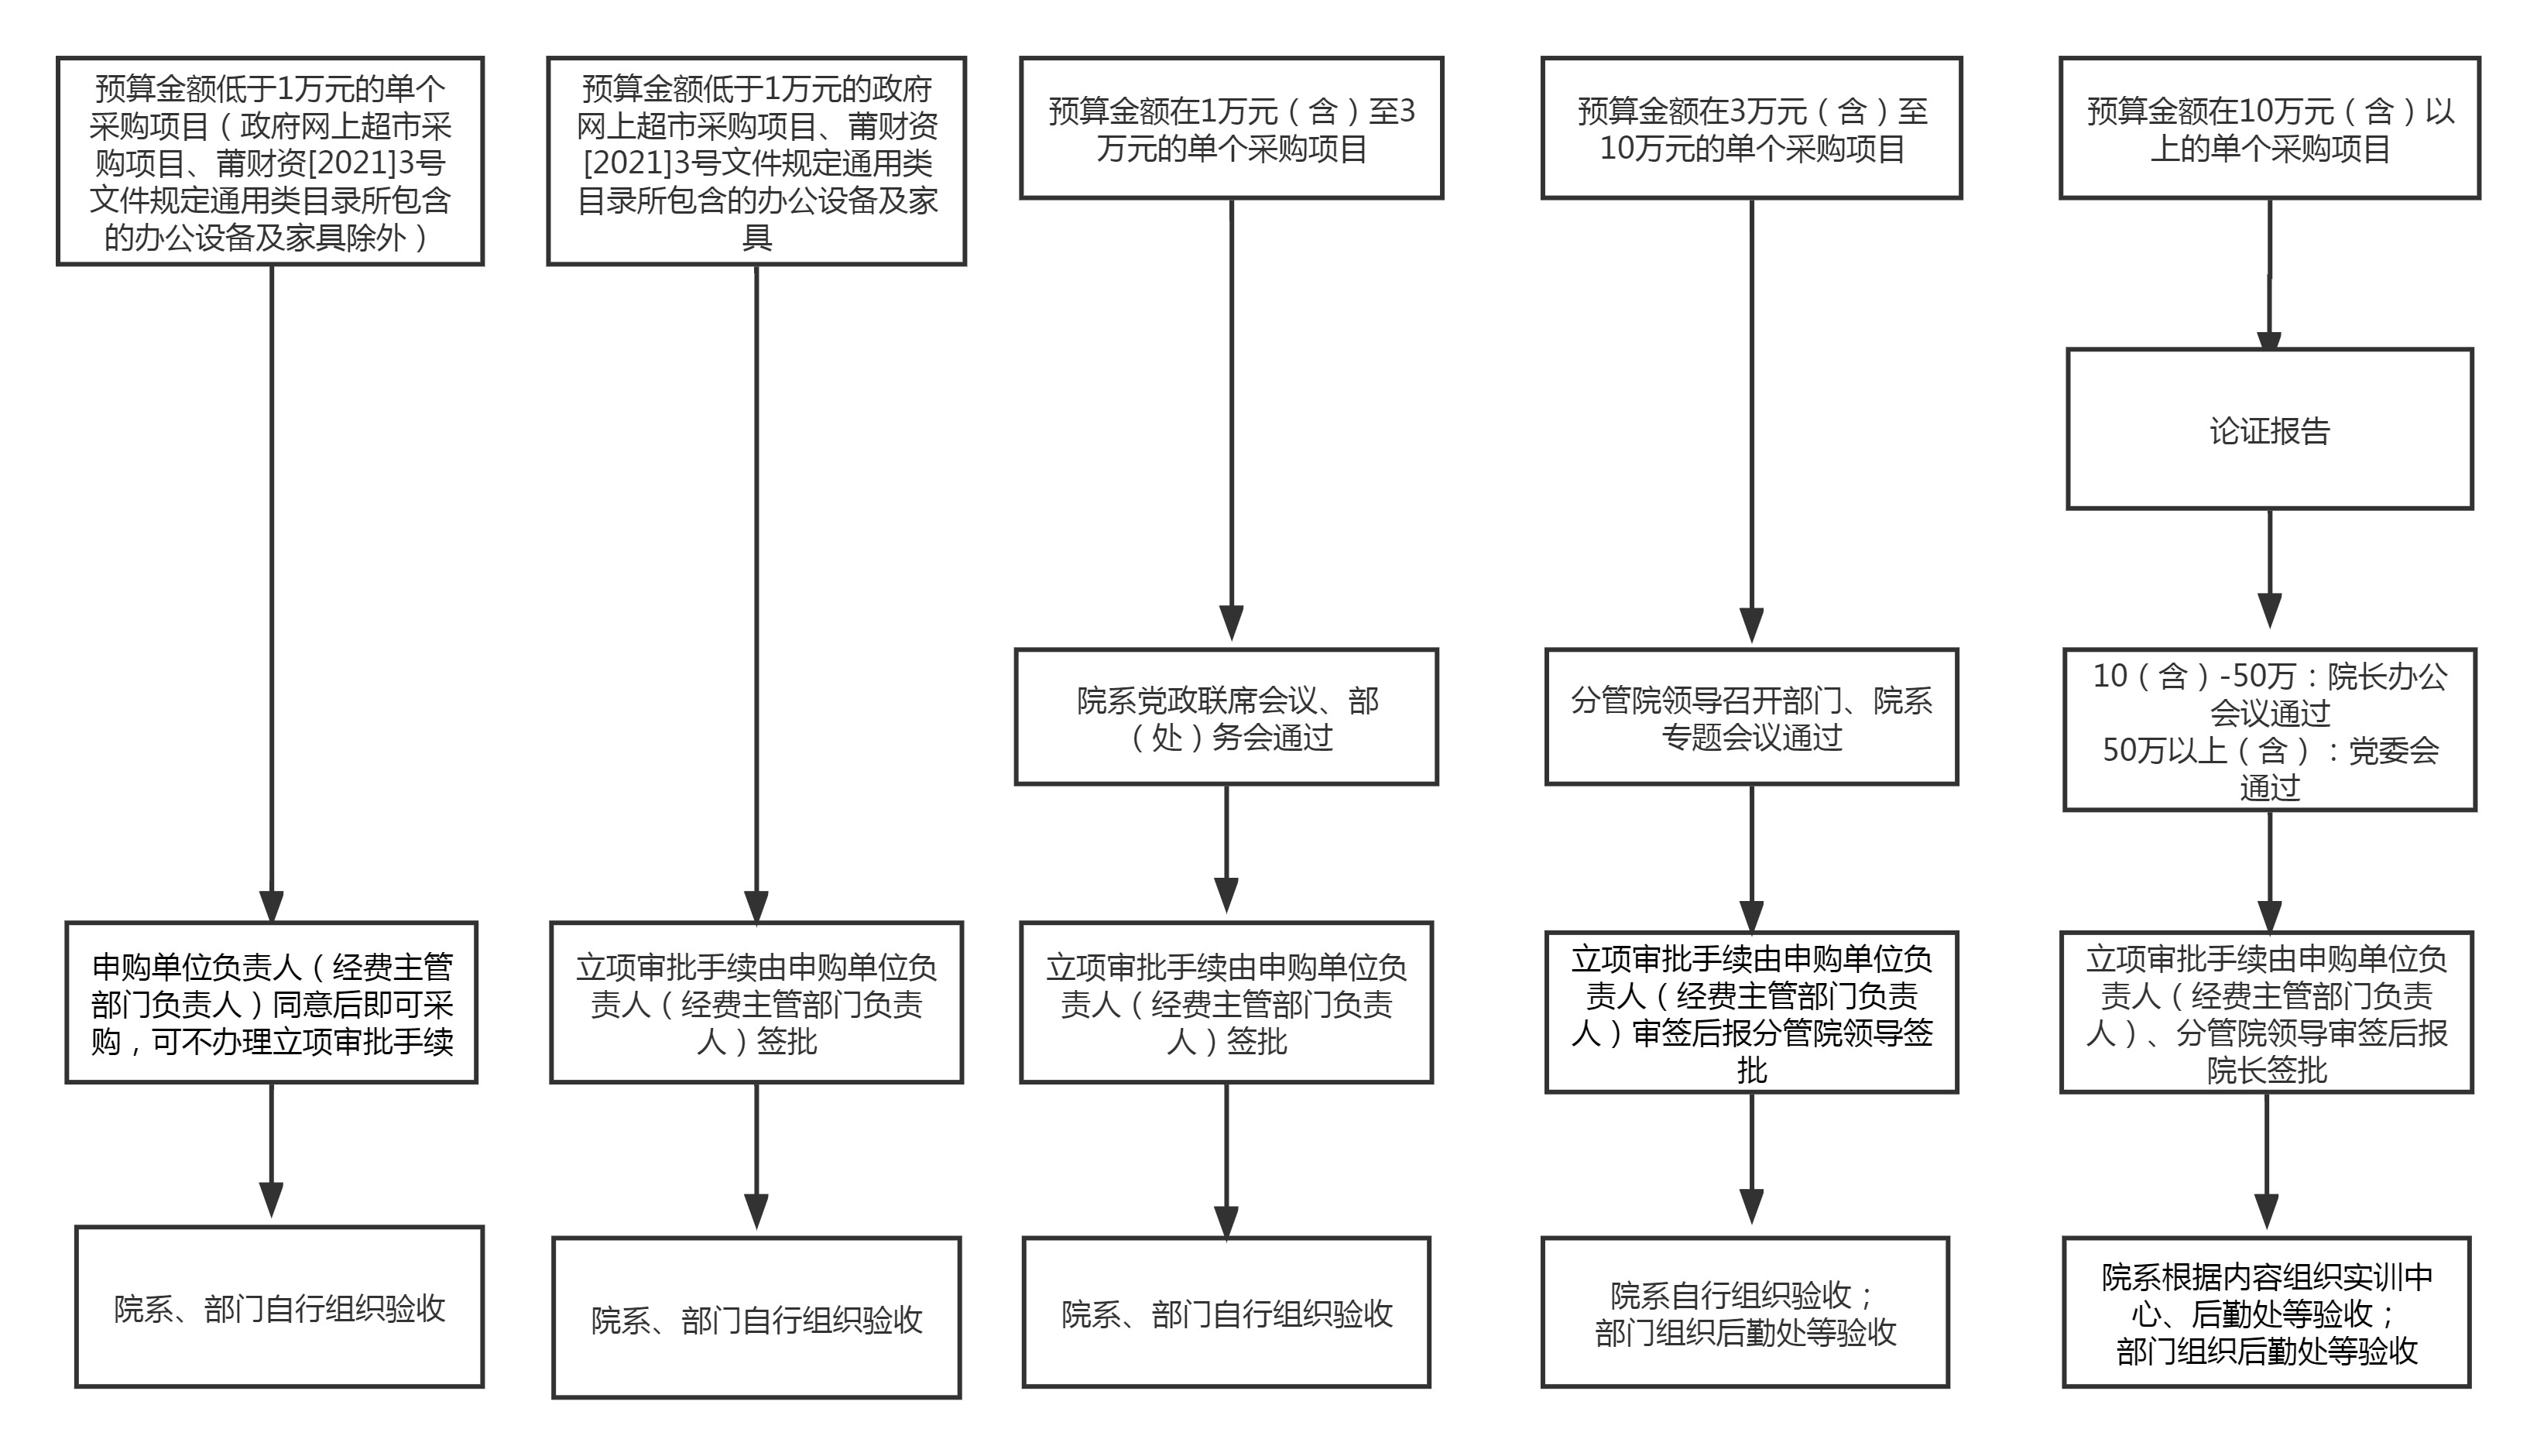 预算金额低于1万元的单个
采购项目（政府网上超市采
购项目、莆财资[2021]3号
文件规定通用类目录所包含
的办公设备及家具除外）
申购单位负责人（经费主管
部门负责人）同意后即可采
购，可不办理立项审批手续
院系、部门自行组织验收
预算金额低于1万元的政府
网上超市采购项目、莆财资
[2021]3号文件规定通用类
目录所包含的办公设备及家
具
立项审批手续由申购单位负
责人（经费主管部门负责
人）签批
院系、部门自行组织验收
预算金额在1万元（含）至3
万元的单个采购项目
院系党政联席会议、部
（处）务会通过
立项审批手续由申购单位负
责人（经费主管部门负责
人）签批
院系、部门自行组织验收
预算金额在3万元（含）至
10万元的单个采购项目
分管院领导召开部门、院系
专题会议通过
立项审批手续由申购单位负
责人（经费主管部门负责
人）审签后报分管院领导签
批
院系自行组织验收；
部门组织后勤处等验收
预算金额在10万元（含）以
上的单个采购项目
论证报告
10（含）-50万：院长办公
会议通过
50万以上（含）：党委会
通过
立项审批手续由申购单位负
责人（经费主管部门负责
人）、分管院领导审签后报
院长签批
院系根据内容组织实训中
心、后勤处等验收；
部门组织后勤处等验收